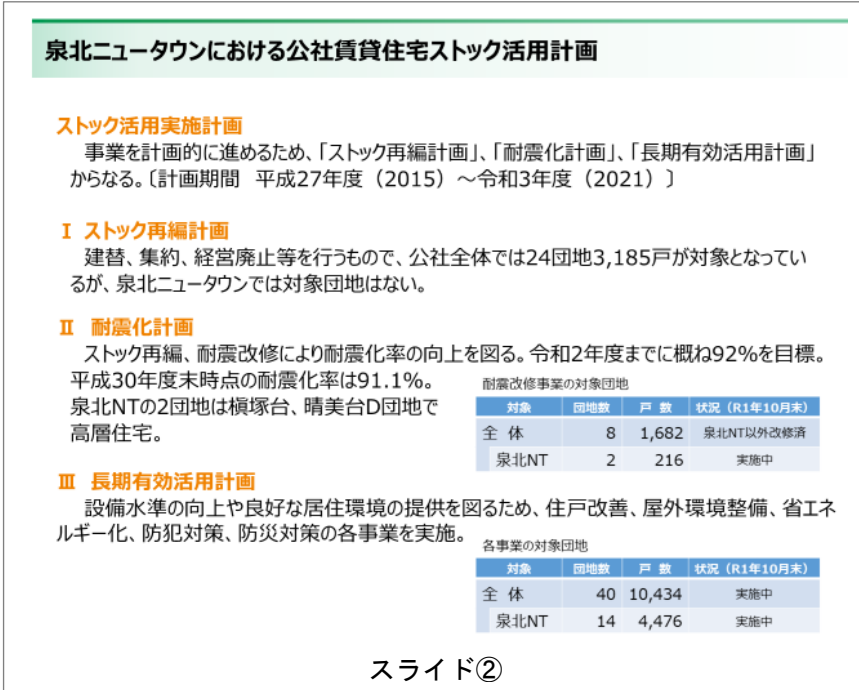 泉北ニュータウンにおける公社賃貸住宅ストック活用計画
ストック活用実施計画
事業を計画的に進めるため、「ストック再編計画」、「耐震化計画」、「長期有効活用計画」
からなる。〔計画期間 平成27年度（2015）～令和3年度（2021）〕
Ⅰ ストック再編計画
建替、集約、経営廃止等を行うもので、公社全体では24団地3,185戸が対象となってい
るが、泉北ニュータウンでは対象団地はない。
Ⅱ 耐震化計画
ストック再編、耐震改修により耐震化率の向上を図る。令和2年度までに概ね92%を目標。
平成30年度末時点の耐震化率は91.1%。
泉北NTの2団地は槇塚台、晴美台D団地で
高層住宅。
耐震改修事業の対象団地
対象 団地数 戸 数 状況（R1年10月末）
全 体 8 1,682 泉北NT以外改修済
泉北NT 2 216 実施中
Ⅲ 長期有効活用計画
設備水準の向上や良好な居住環境の提供を図るため、住戸改善、屋外環境整備、省エネ
ルギー化、防犯対策、防災対策の各事業を実施。
各事業の対象団地
対象 団地数 戸 数 状況（R1年10月末）
全 体 40 10,434 実施中
泉北NT 14 4,476 実施中
スライド②